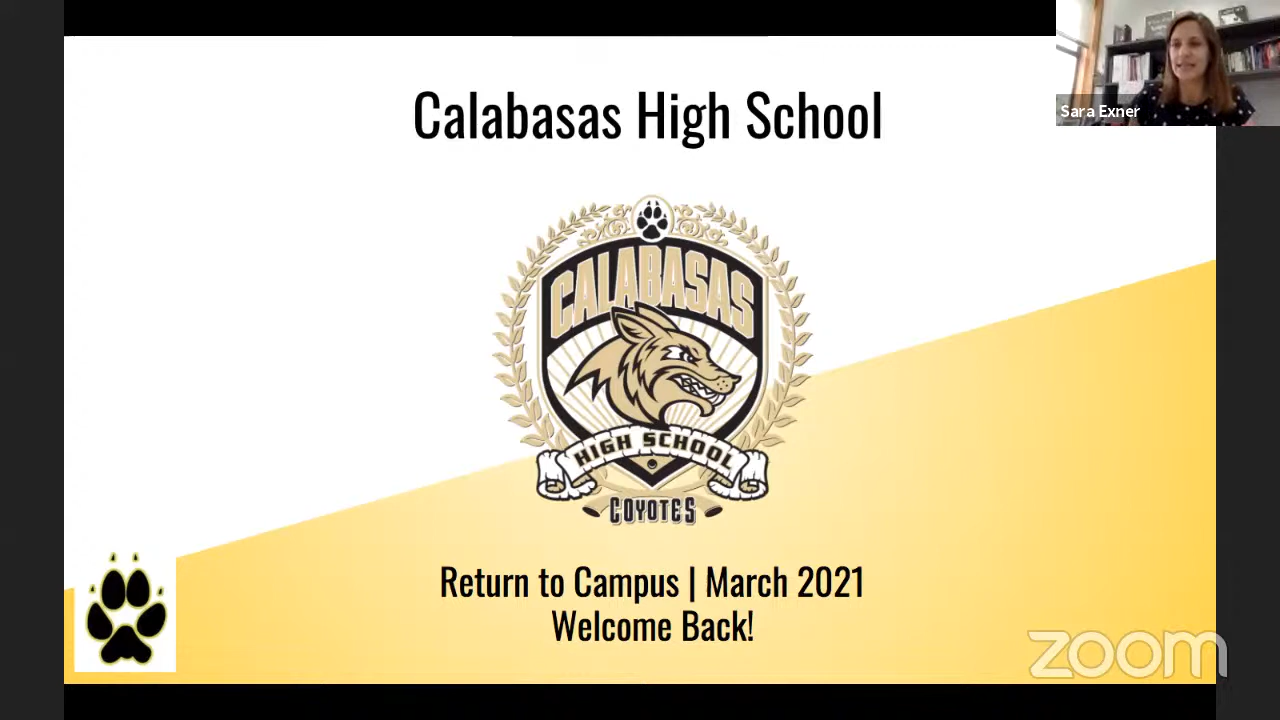 Calabasas High School
Sara Exner
CALABASAS
HIGH SCHOOL
COYOTES
Return to Campus | March 2021
Welcome Back!
zoom